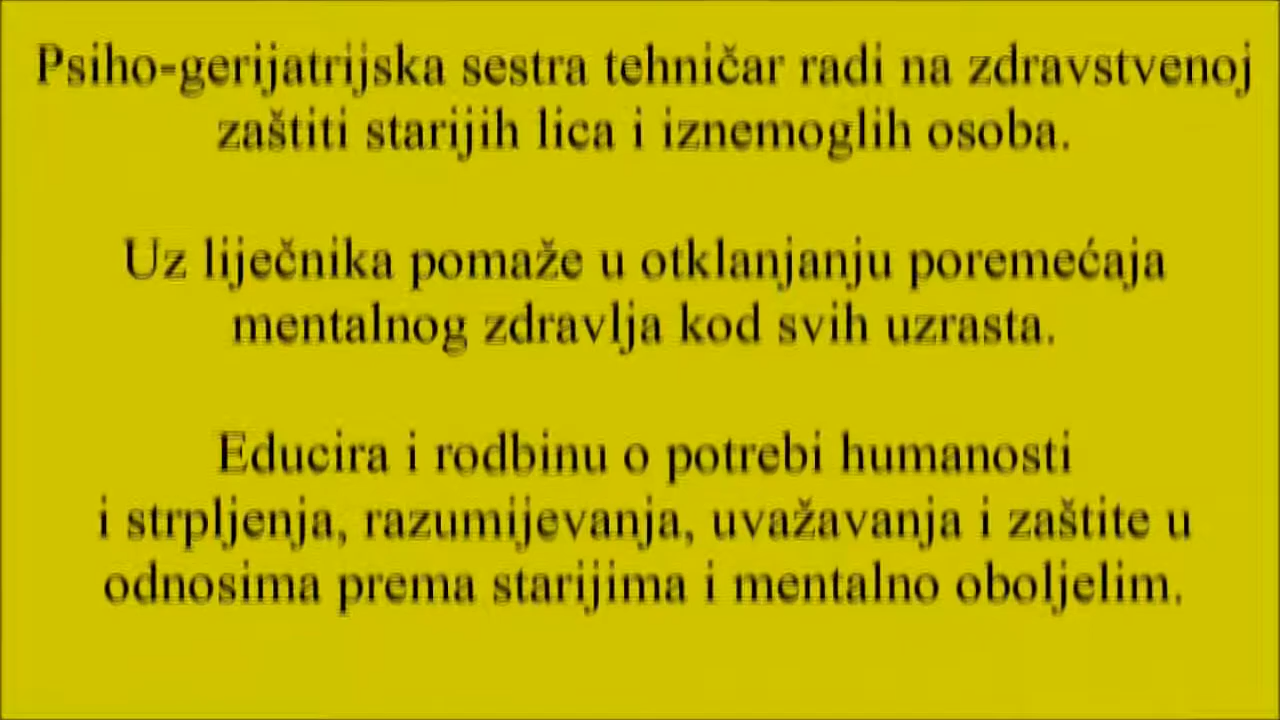 Psiho-gerijatrijska sestra tehničar radi na zdravstvenoj
zaštiti starijih lica i iznemoglih osoba.
Uz liječnika pomaže u otklanjanju poremećaja
mentalnog zdravlja kod svih uzrasta.
Educira i rodbinu o potrebi humanosti
i strpljenja, razumijevanja, uvažavanja i zaštite u
odnosima prema starijima i mentalno oboljelim.